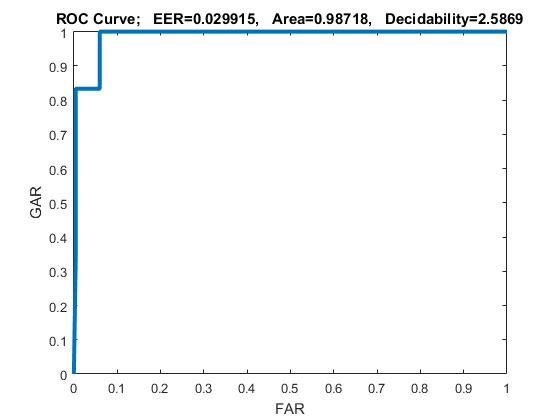 ROC Curve;   EER=0.029915,   Area=0.98718,   Decidability=2.5869
1
0.9
0.8
0.7
0.6
0.5
0.4
0.3
0.2
0.1
0
GAR
0 0.1 0.2 0.3 0.4 0.5 0.6 0.7 0.8 0.9 1
FAR